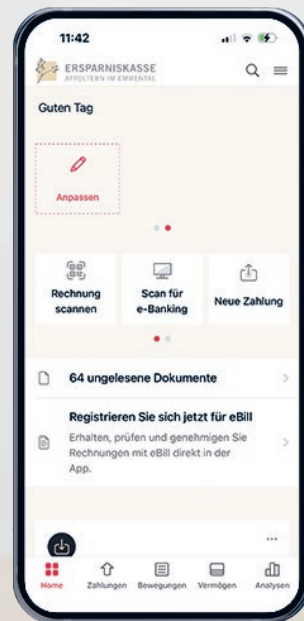 11:42
ERSPARNISKASSE
AFFOLTERN IM EMMENTAL
Guten Tag
Anpassen
Rechnung
scannen
Scan für
e-Banking
Neue Zahlung
64 ungelesene Dokumente
Registrieren Sie sich jetzt für eBill
Erhalten, prüfen und genehmigen Sie
Rechnungen mit eBill direkt in der
App.
Home
Zahlungen
Bewegungen
Vermögen
Analysen